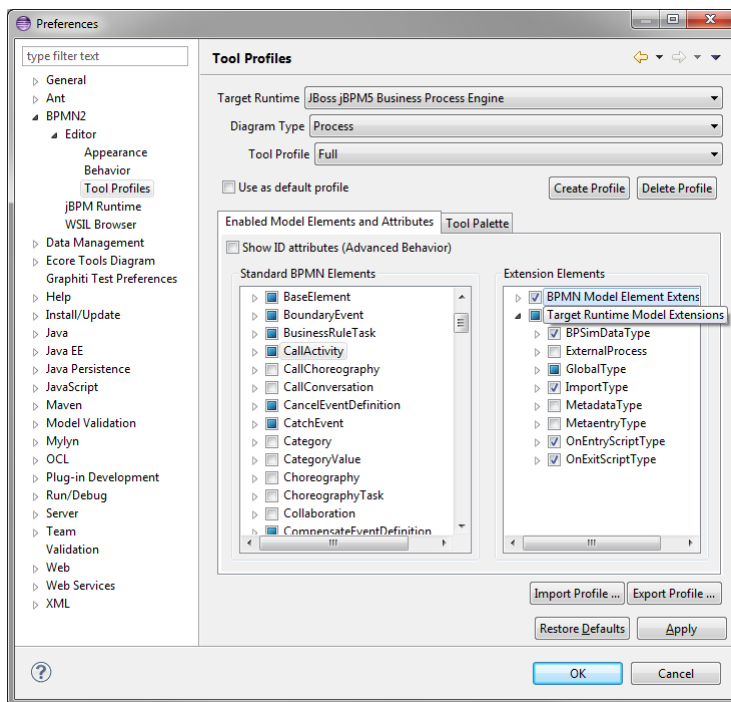 Preferences
type filter text
General
Ant
BPMN2
Editor
Appearance
Behavior
Tool Profiles
jBPM Runtime
WSIL Browser
Data Management
Ecore Tools Diagram
Graphiti Test Preferences
Help
Install/Update
Java
Java EE
Java Persistence
JavaScript
Maven
Model Validation
Mylyn
OCL
Plug-in Development
Run/Debug
Server
Team
Validation
Web
Web Services
XML
Tool Profiles
Target Runtime JBoss jBPM5 Business Process Engine
Diagram Type Process
Tool Profile Full
Use as default profile Create Profile Delete Profile
Enabled Model Elements and Attributes Tool Palette
Show ID attributes (Advanced Behavior)
Standard BPMN Elements
BaseElement
BoundaryEvent
BusinessRuleTask
CallActivity
CallChoreography
CallConversation
CancelEventDefinition
CatchEvent
Category
CategoryValue
Choreography
ChoreographyTask
Collaboration
CompensateEventDefinition
Extension Elements
BPMN Model Element Extens
Target Runtime Model Extensions
BPSimDataType
ExternalProcess
GlobalType
ImportType
MetadataType
MetaentryType
OnEntryScriptType
OnExitScriptType
Import Profile ... Export Profile ...
Restore Defaults Apply
OK Cancel